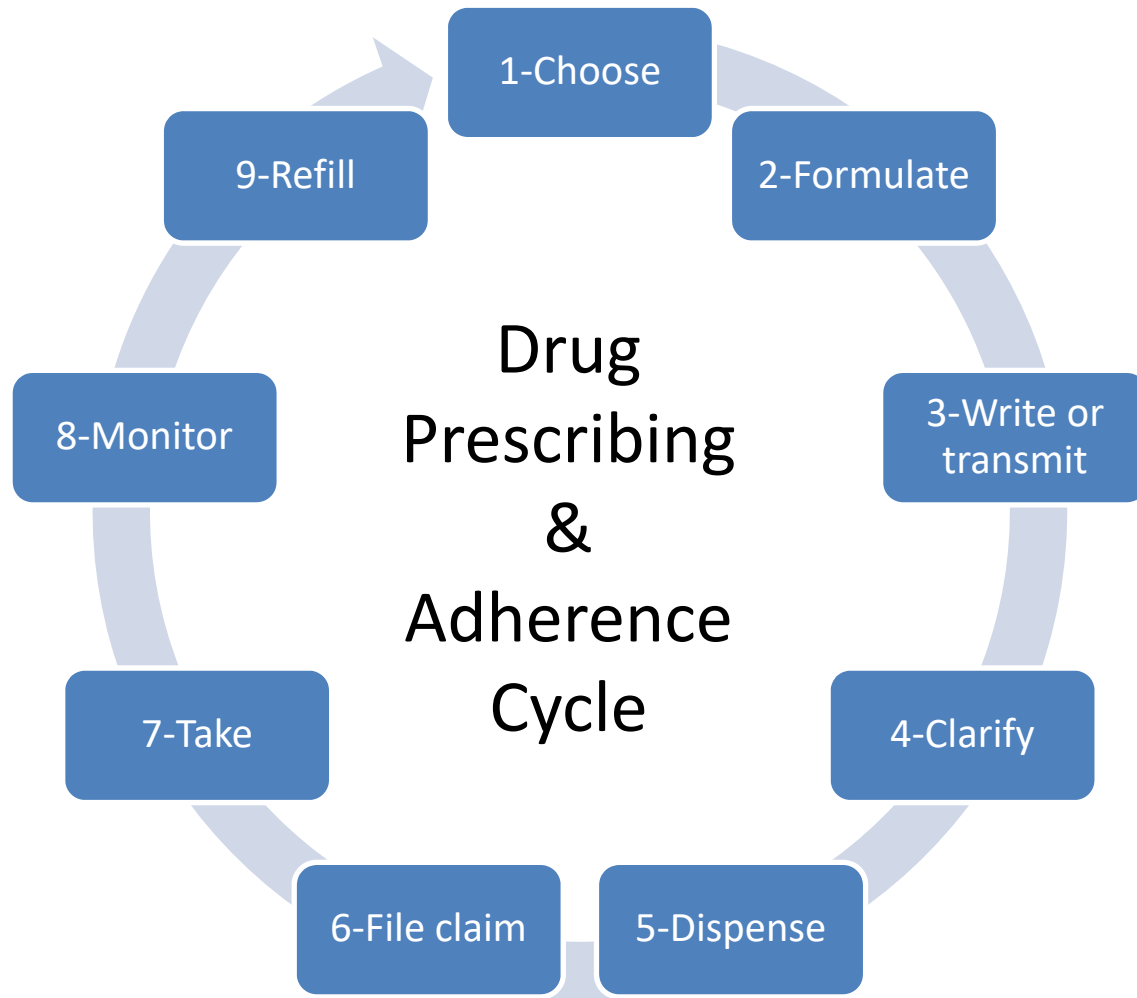 1-Choose
2-Formulate
3-Write or
transmit
4-Clarify
5-Dispense
6-File claim
7-Take
8-Monitor
9-Refill
Drug
Prescribing
&
Adherence
Cycle